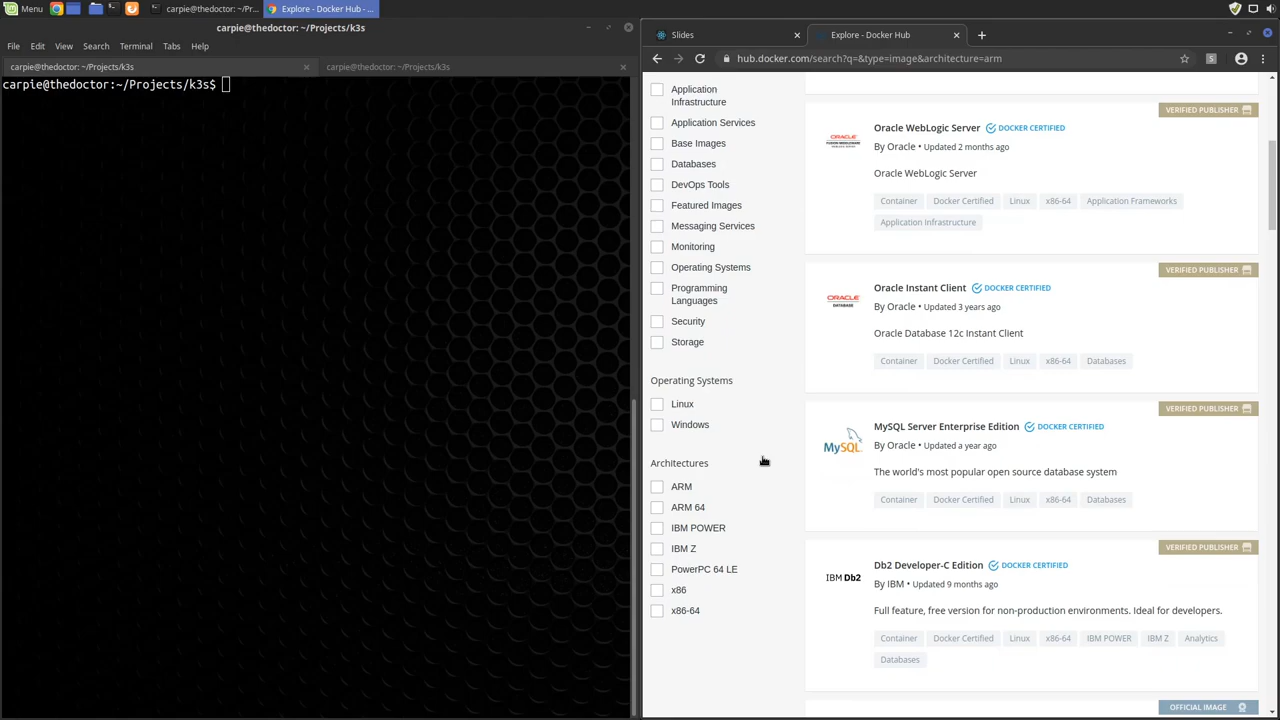 Menu
carpie@thedoctor: ~/Pr...
Explore - Docker Hub - ...
carpie@thedoctor: ~/Projects/k3s
File Edit View Search Terminal Tabs Help
carpie@thedoctor: ~/Projects/k3s
carpie@thedoctor: ~/Projects/k3s
carpie@thedoctor:~/Projects/k3s$
Slides
Explore - Docker Hub
hub.docker.com/search?q=&type=image&architecture=arm
S
Application
Infrastructure
Application Services
Base Images
Databases
DevOps Tools
Featured Images
Messaging Services
Monitoring
Operating Systems
Programming
Languages
Security
Storage
Operating Systems
Linux
Windows
Architectures
ARM
ARM 64
IBM POWER
IBM Z
PowerPC 64 LE
x86
x86-64
VERIFIED PUBLISHER
Oracle WebLogic Server DOCKER CERTIFIED
By Oracle • Updated 2 months ago
Oracle WebLogic Server
Container Docker Certified Linux x86-64 Application Frameworks
Application Infrastructure
VERIFIED PUBLISHER
ORACLE
DATABASE
Oracle Instant Client DOCKER CERTIFIED
By Oracle • Updated 3 years ago
Oracle Database 12c Instant Client
Container Docker Certified Linux x86-64 Databases
VERIFIED PUBLISHER
MySQL
MySQL Server Enterprise Edition DOCKER CERTIFIED
By Oracle • Updated a year ago
The world's most popular open source database system
Container Docker Certified Linux x86-64 Databases
VERIFIED PUBLISHER
IBM Db2
Db2 Developer-C Edition DOCKER CERTIFIED
By IBM • Updated 9 months ago
Full feature, free version for non-production environments. Ideal for developers.
Container Docker Certified Linux x86-64 IBM POWER IBM Z Analytics
Databases
OFFICIAL IMAGE